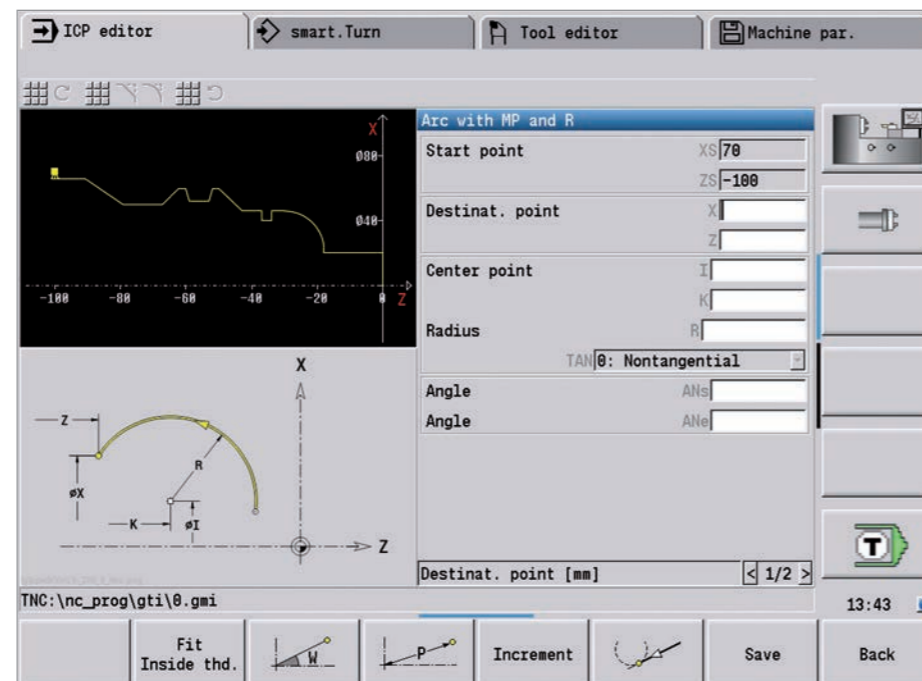 ICP editor
smart.Turn
Tool editor
Machine par.
X
Ø80
Ø40
-100 -80 -60 -40 -20 0 Z
Arc with MP and R
Start point XS 70
ZS -100
Destinat. point X
Z
Center point I
K
Radius R
TAN 0: Nontangential
Angle ANs
Angle ANe
X
Z
R
øX
K øI
Z
Destinat. point [mm] < 1/2 >
TNC:\nc_prog\gti\0.gmi
T
13:43
Fit
Inside thd.
W
P
Increment
Save
Back